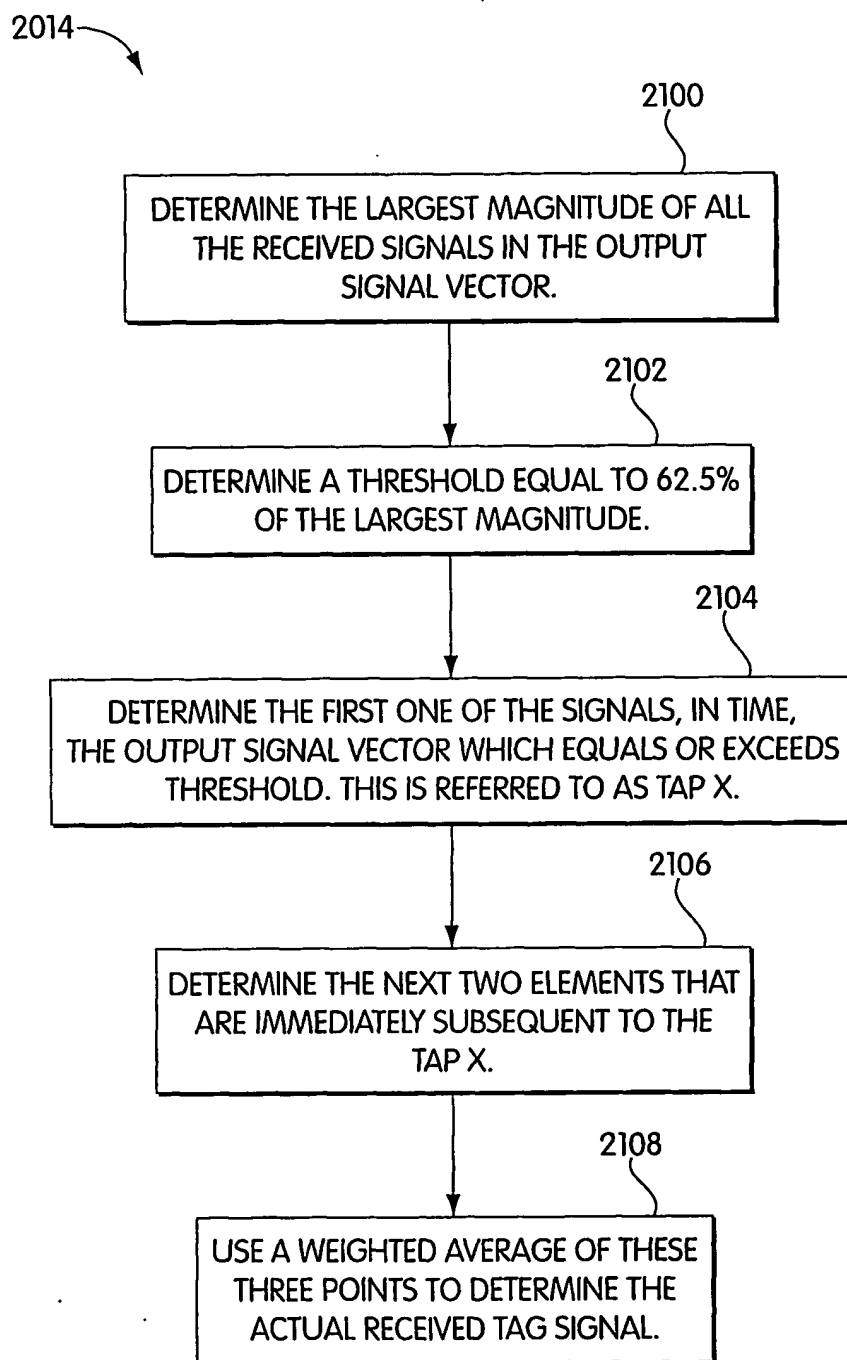 2014
2100
DETERMINE THE LARGEST MAGNITUDE OF ALL
THE RECEIVED SIGNALS IN THE OUTPUT
SIGNAL VECTOR.
2102
DETERMINE A THRESHOLD EQUAL TO 62.5%
OF THE LARGEST MAGNITUDE.
2104
DETERMINE THE FIRST ONE OF THE SIGNALS, IN TIME,
THE OUTPUT SIGNAL VECTOR WHICH EQUALS OR EXCEEDS
THRESHOLD. THIS IS REFERRED TO AS TAP X.
2106
DETERMINE THE NEXT TWO ELEMENTS THAT
ARE IMMEDIATELY SUBSEQUENT TO THE
TAP X.
2108
USE A WEIGHTED AVERAGE OF THESE
THREE POINTS TO DETERMINE THE
ACTUAL RECEIVED TAG SIGNAL.